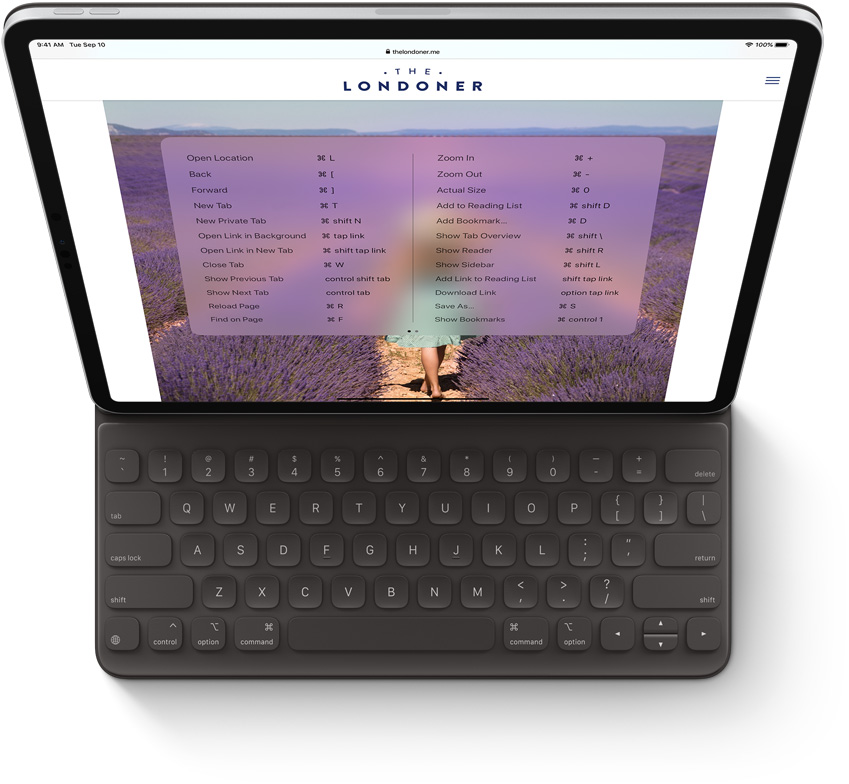 9:41 AM Tue Sep 10
100%
thelondoner.me
· THE ·
LONDONER
Open Location ⌘ L
Back ⌘ [
Forward ⌘ ]
New Tab ⌘ T
New Private Tab ⌘ shift N
Open Link in Background ⌘ tap link
Open Link in New Tab ⌘ shift tap link
Close Tab ⌘ W
Show Previous Tab control shift tab
Show Next Tab control tab
Reload Page ⌘ R
Find on Page ⌘ F
Zoom In ⌘ +
Zoom Out ⌘ -
Actual Size ⌘ 0
Add to Reading List ⌘ shift D
Add Bookmark... ⌘ D
Show Tab Overview ⌘ shift \
Show Reader ⌘ shift R
Show Sidebar ⌘ shift L
Add Link to Reading List shift tap link
Download Link option tap link
Save As... ⌘ S
Show Bookmarks ⌘ control 1
~ ! @ # $ % ^ & * ( ) — +
` 1 2 3 4 5 6 7 8 9 0 - = delete
tab Q W E R T Y U I O P { [ } ] | \
caps lock A S D F G H J K L : ; " ' return
shift Z X C V B N M < , > . ? / shift
^ ⌥ ⌘ ⌘ ⌥ ▲
control option command command option ◄ ▼ ►